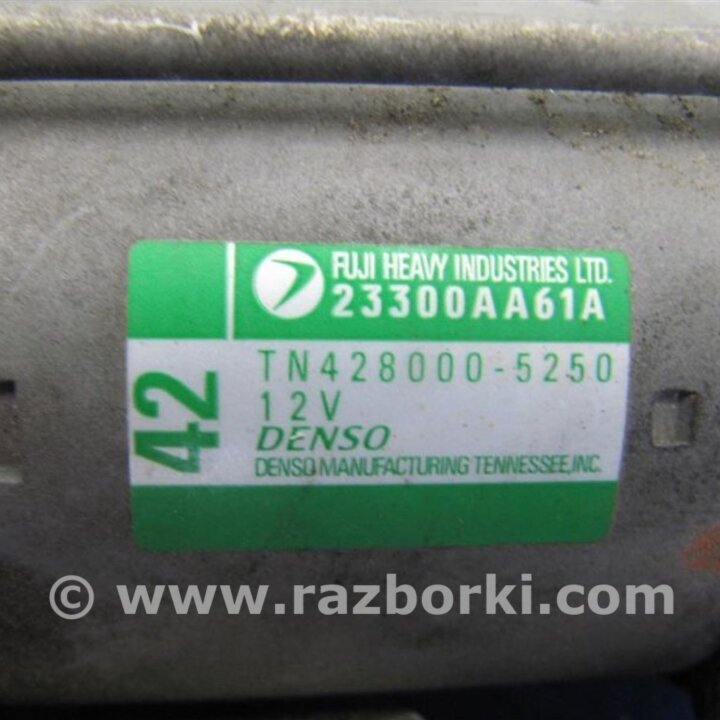 FUJI HEAVY INDUSTRIES LTD.
23300AA61A
42
TN428000-5250
12V
DENSO
DENSO MANUFACTURING TENNESSEE,INC.
© www.razborki.com